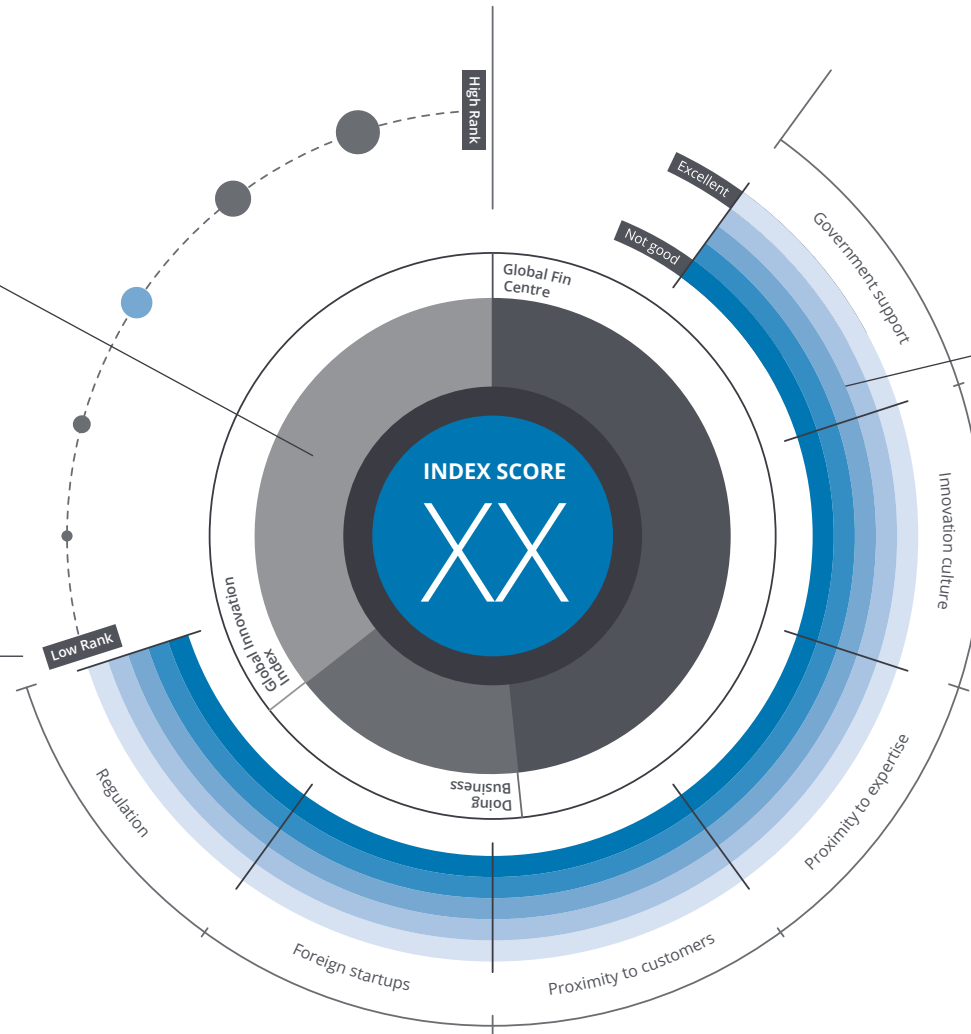 High Rank
Excellent
Not good
Government support
Global Fin
Centre
INDEX SCORE
XX
Innovation culture
Global Innovation
Index
Low Rank
Doing
Business
Regulation
Proximity to expertise
Foreign startups
Proximity to customers